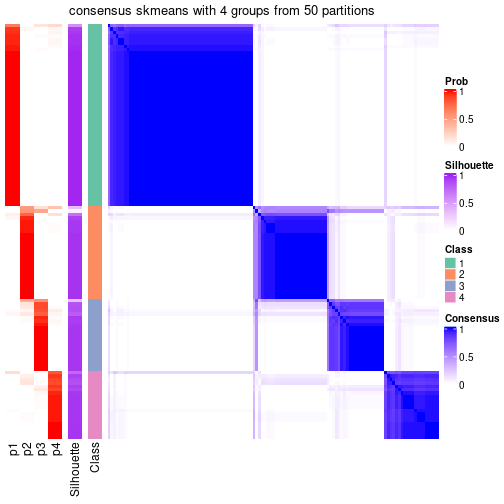 consensus skmeans with 4 groups from 50 partitions
Prob
1
0.5
0
Silhouette
1
0.5
0
Class
1
2
3
4
Consensus
1
0.5
0
p1
p2
p3
p4
Silhouette
Class